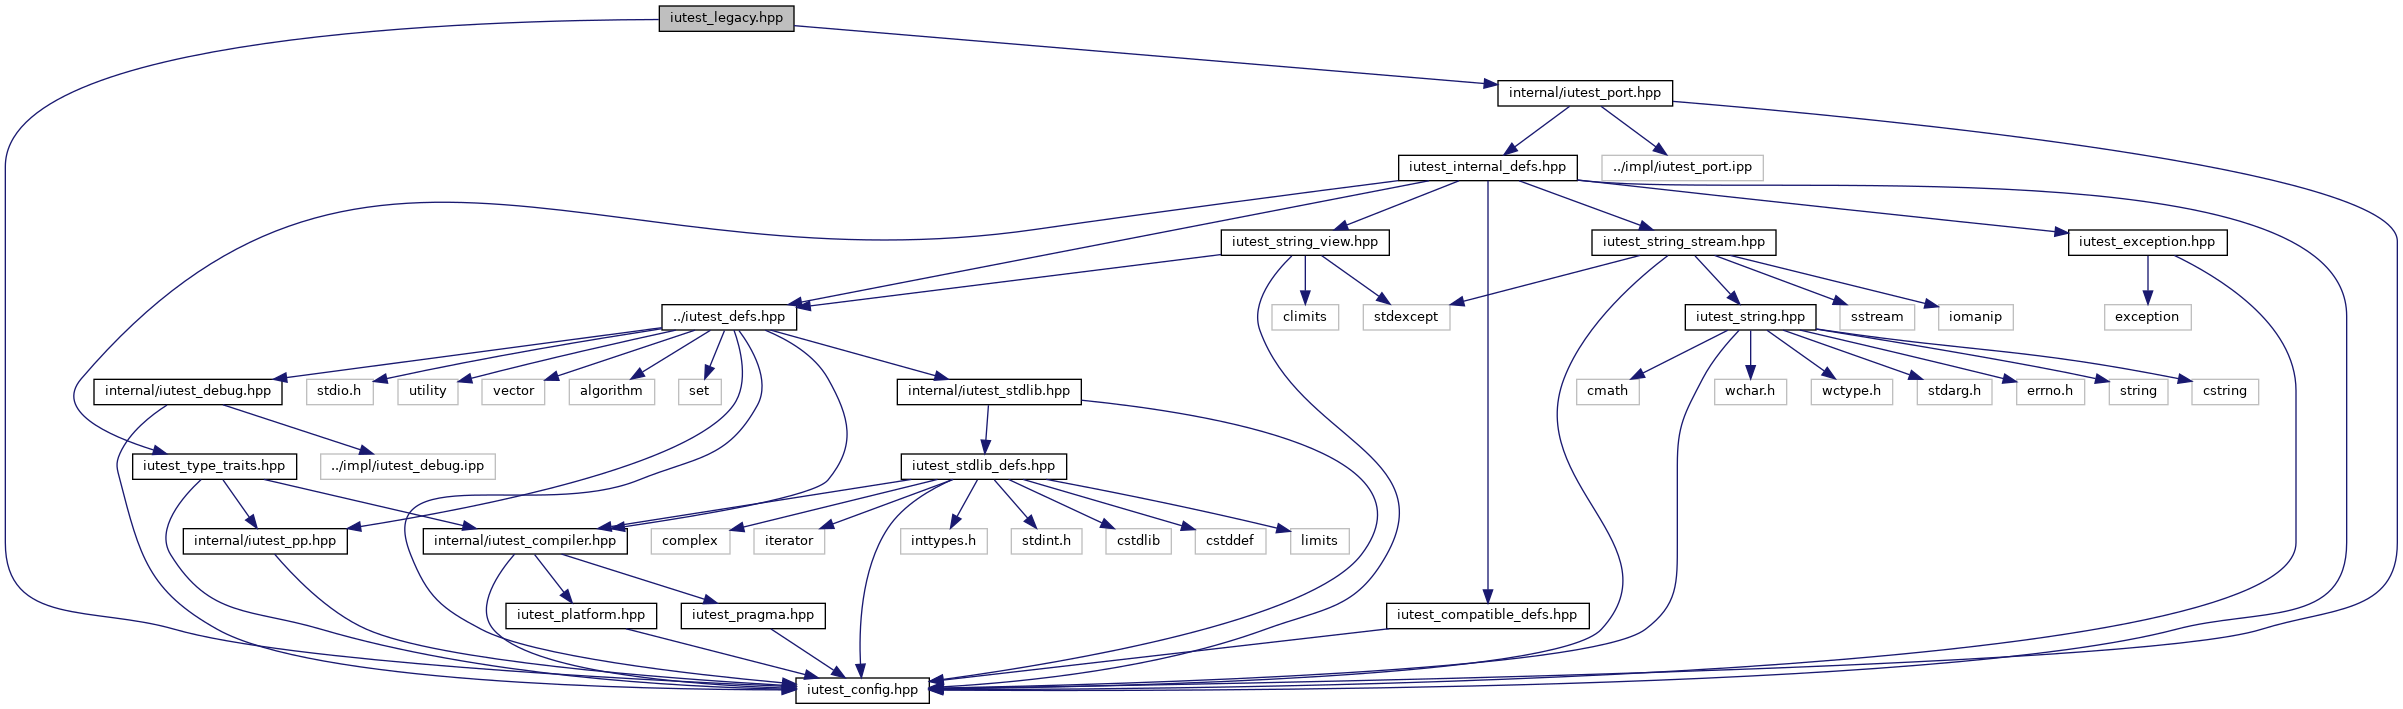 iutest_legacy.hpp
internal/iutest_port.hpp
iutest_internal_defs.hpp
../impl/iutest_port.ipp
iutest_string_view.hpp
iutest_string_stream.hpp
iutest_exception.hpp
../iutest_defs.hpp
climits
stdexcept
iutest_string.hpp
sstream
iomanip
exception
internal/iutest_debug.hpp
stdio.h
utility
vector
algorithm
set
internal/iutest_stdlib.hpp
cmath
wchar.h
wctype.h
stdarg.h
errno.h
string
cstring
iutest_type_traits.hpp
../impl/iutest_debug.ipp
iutest_stdlib_defs.hpp
internal/iutest_pp.hpp
internal/iutest_compiler.hpp
complex
iterator
inttypes.h
stdint.h
cstdlib
cstddef
limits
iutest_platform.hpp
iutest_pragma.hpp
iutest_compatible_defs.hpp
iutest_config.hpp